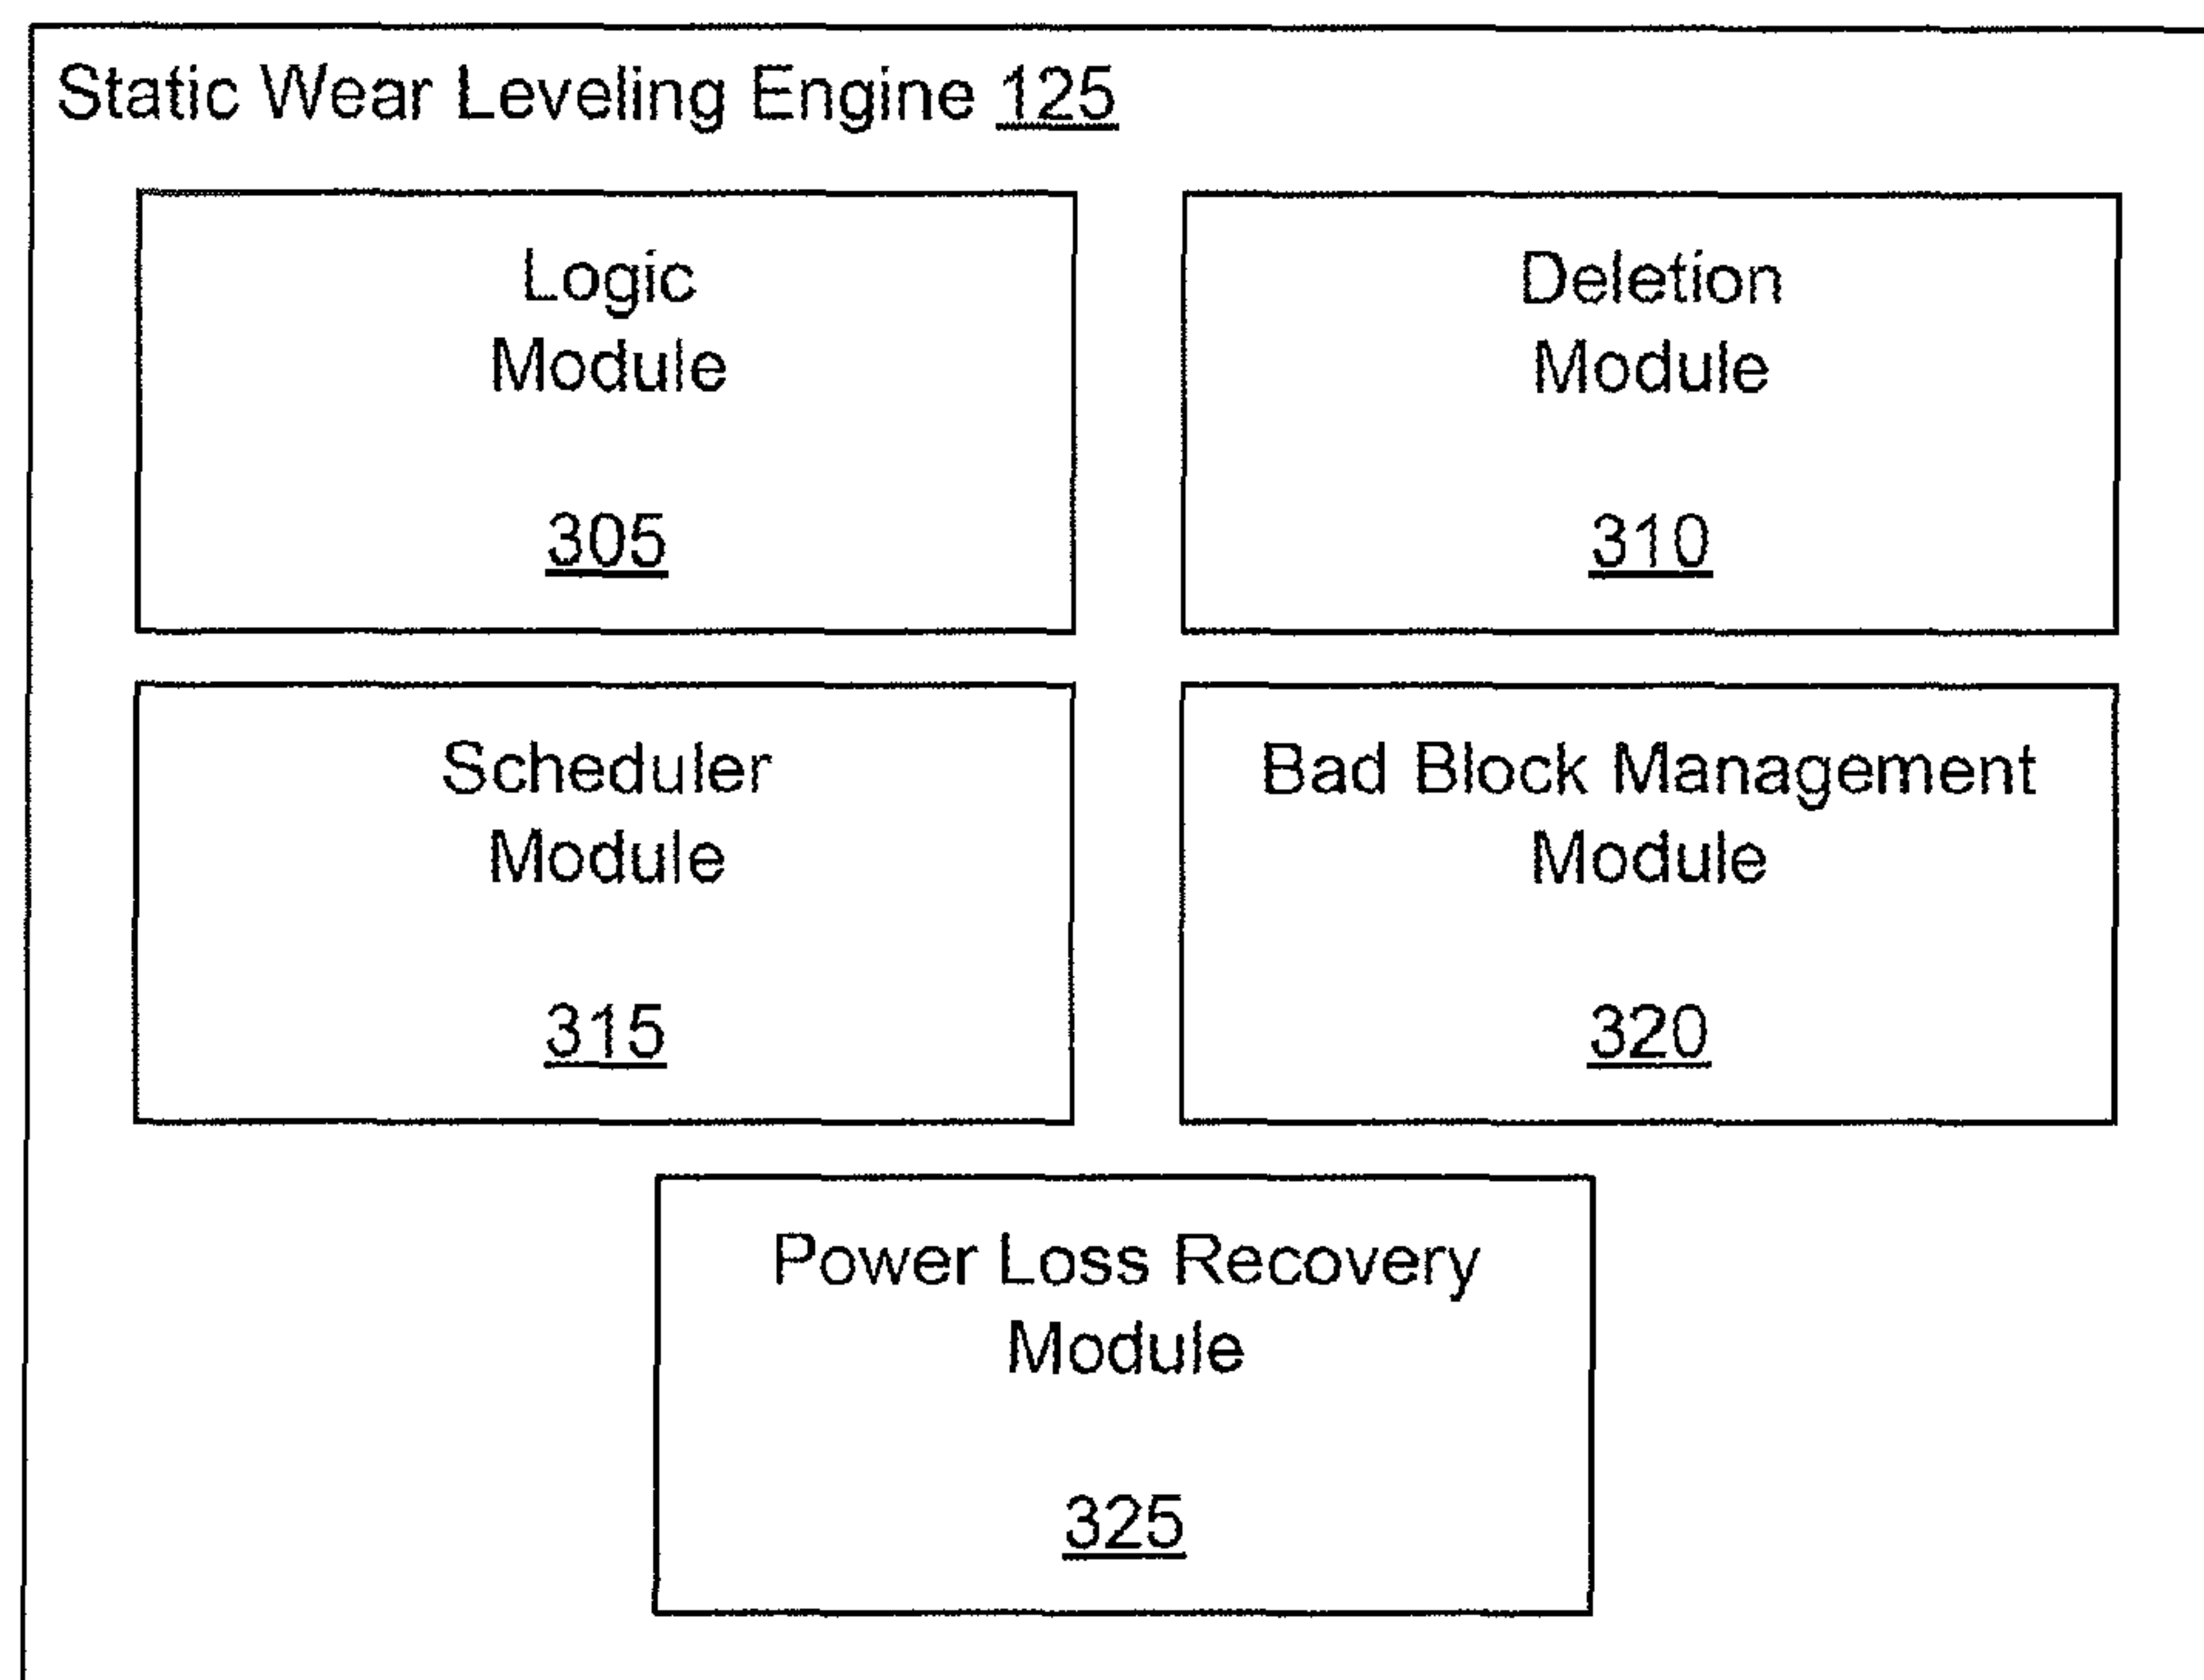 Static Wear Leveling Engine 125
Logic
Module
305
Deletion
Module
310
Scheduler
Module
315
Bad Block Management
Module
320
Power Loss Recovery
Module
325